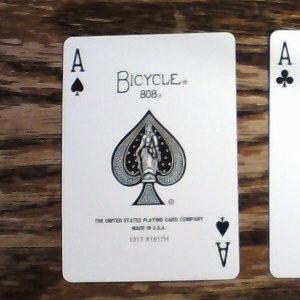 A
BICYCLE®
808®
®
THE UNITED STATES PLAYING CARD COMPANY
MADE IN U.S.A.
A
A